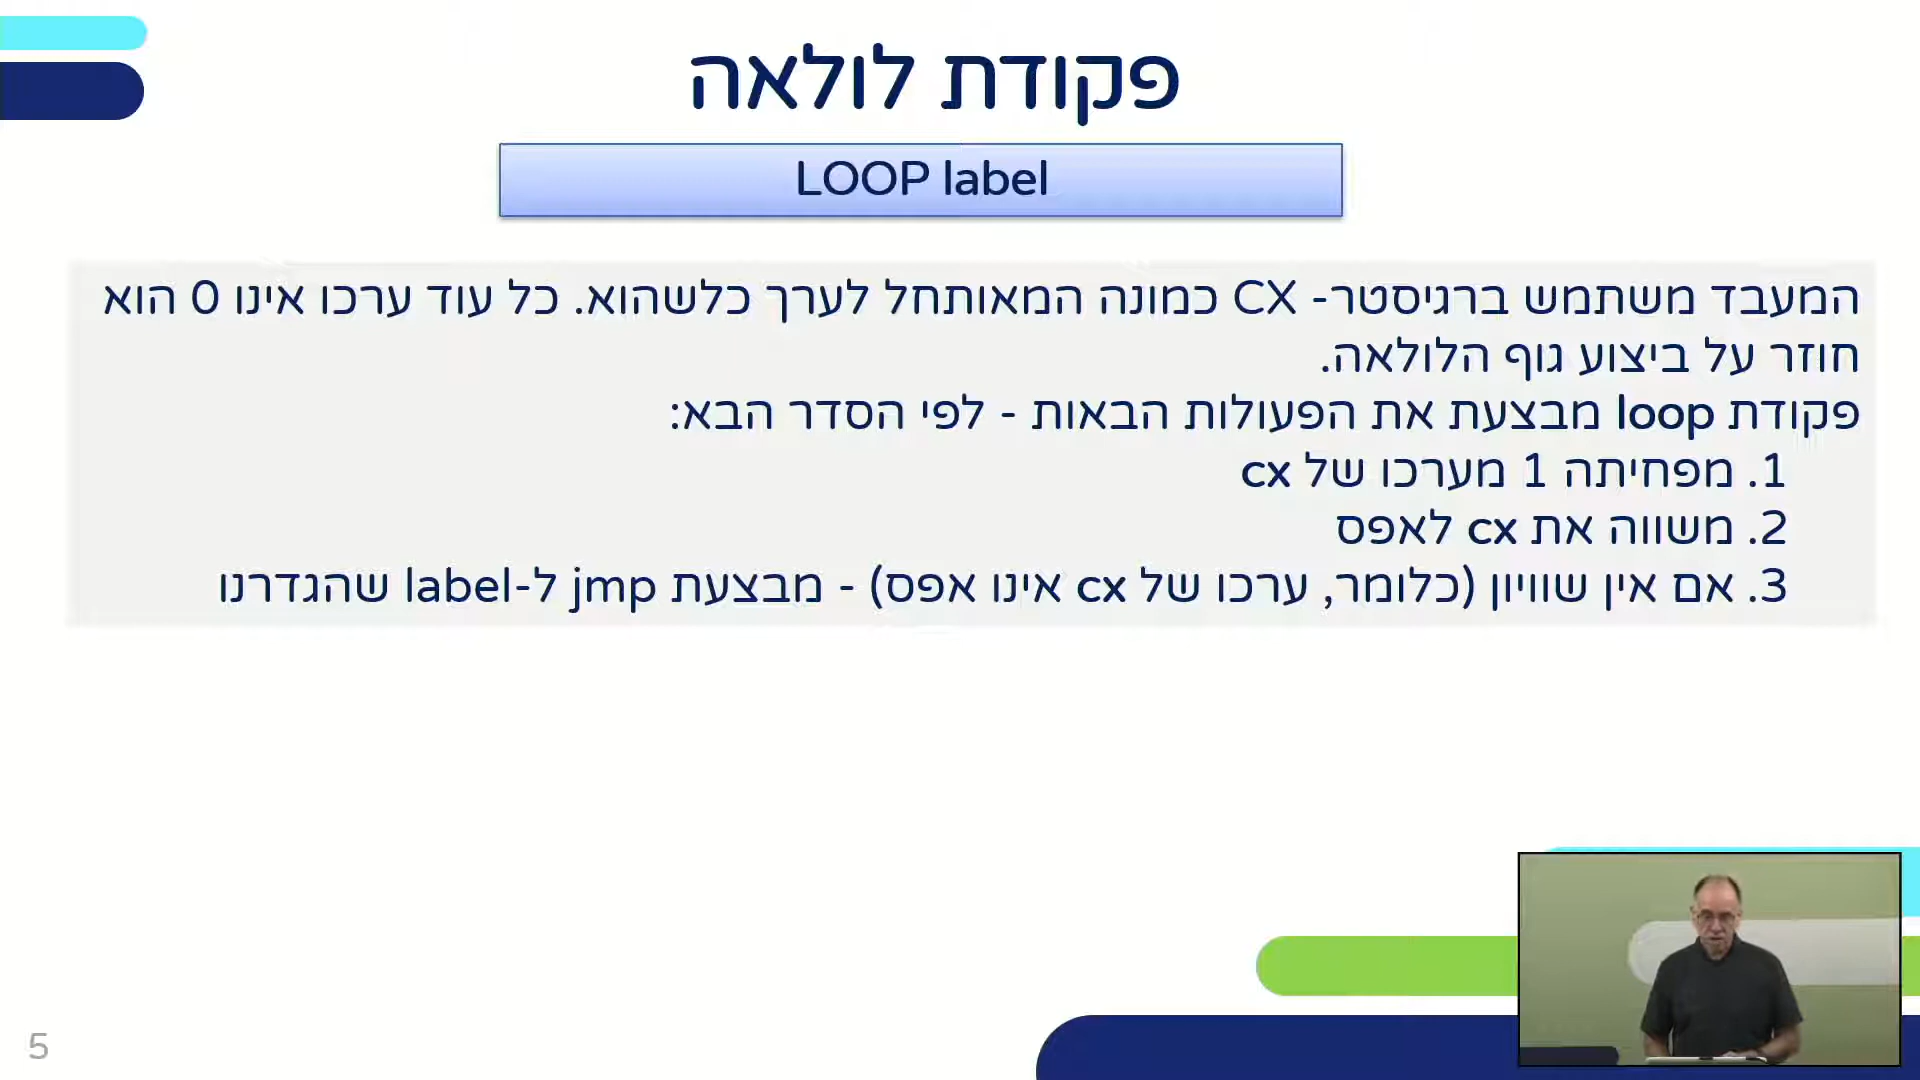 פקודת לולאה
LOOP label
המעבד משתמש ברגיסטר- CX כמונה המאותחל לערך כלשהוא. כל עוד ערכו אינו 0 הוא
חוזר על ביצוע גוף הלולאה.
פקודת loop מבצעת את הפעולות הבאות - לפי הסדר הבא:
1. מפחיתה 1 מערכו של cx
2. משווה את cx לאפס
3. אם אין שוויון (כלומר, ערכו של cx אינו אפס) - מבצעת jmp ל-label שהגדרנו
5